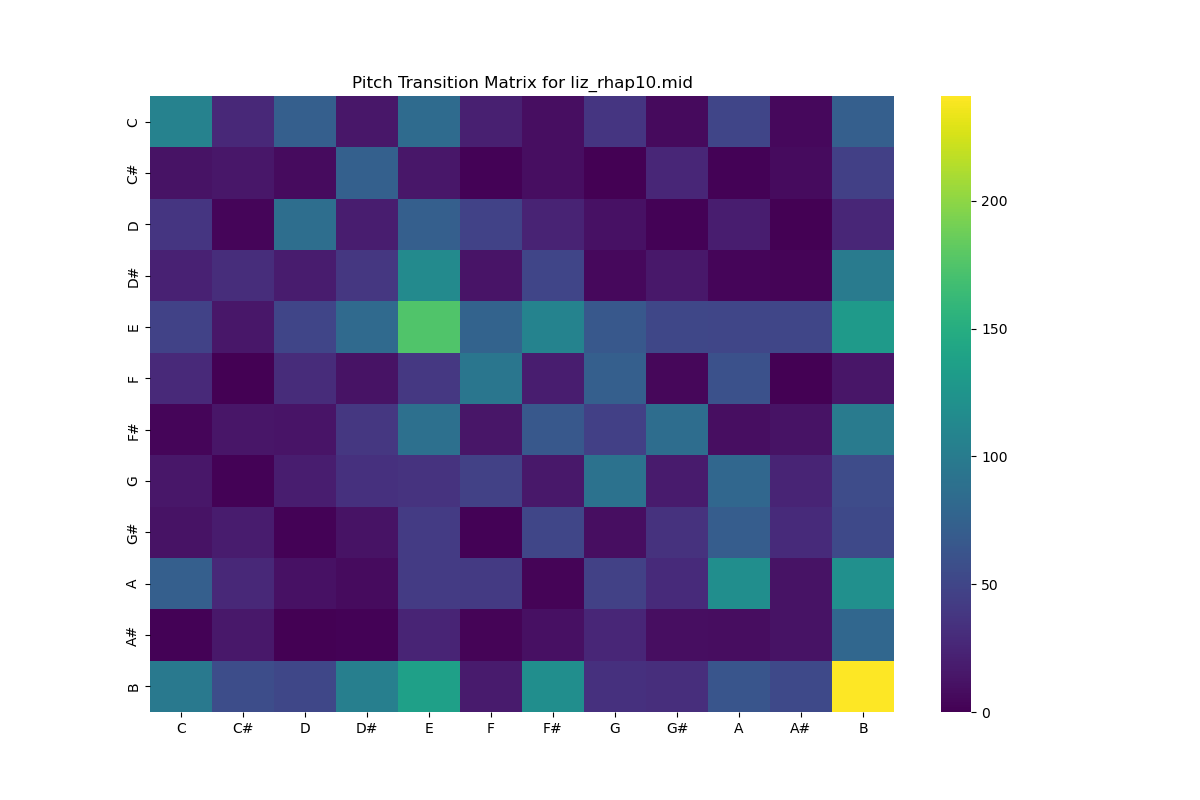 Pitch Transition Matrix for liz_rhap10.mid
C
C#
D
D#
E
F
F#
G
G#
A
A#
B
C C# D D# E F F# G G# A A# B
200
150
100
50
0